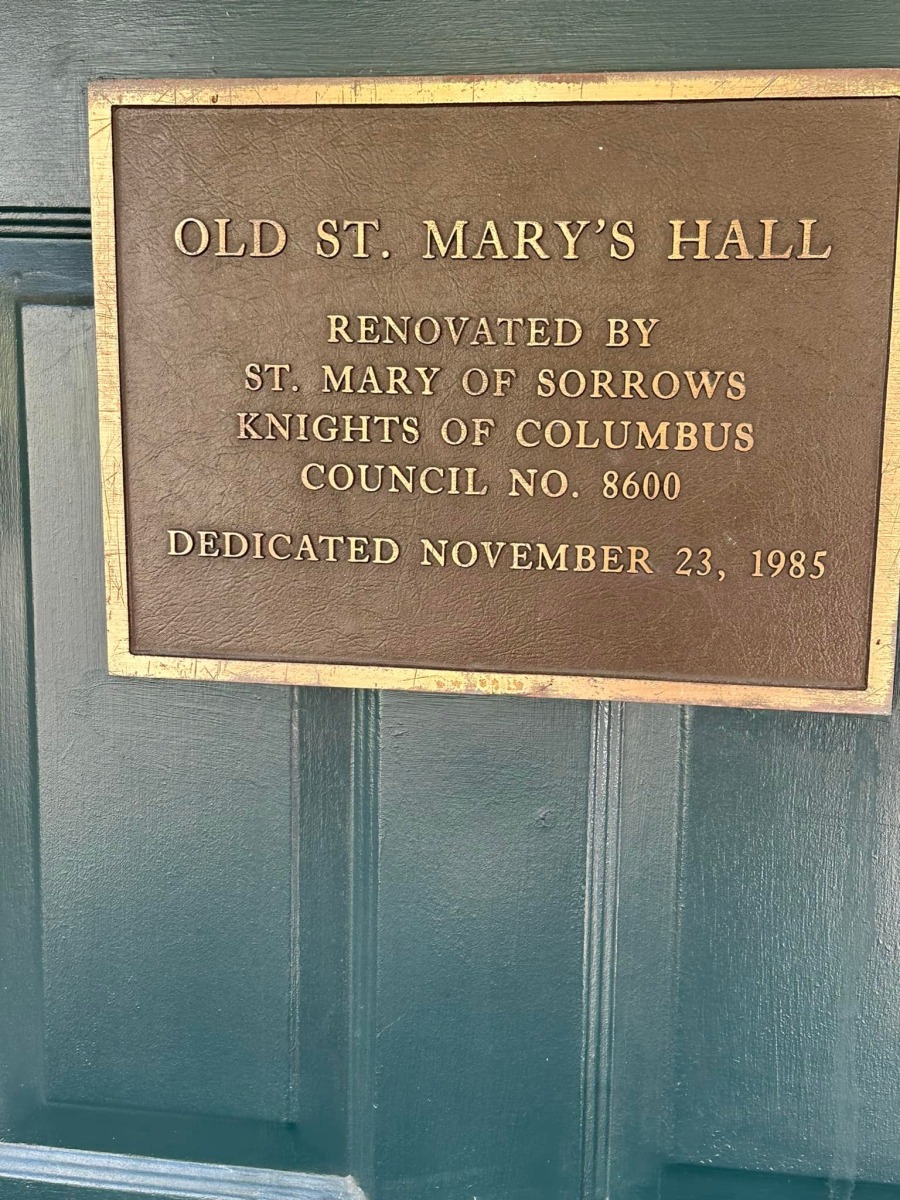 OLD ST. MARY'S HALL
RENOVATED BY
ST. MARY OF SORROWS
KNIGHTS OF COLUMBUS
COUNCIL NO. 8600
DEDICATED NOVEMBER 23, 1985